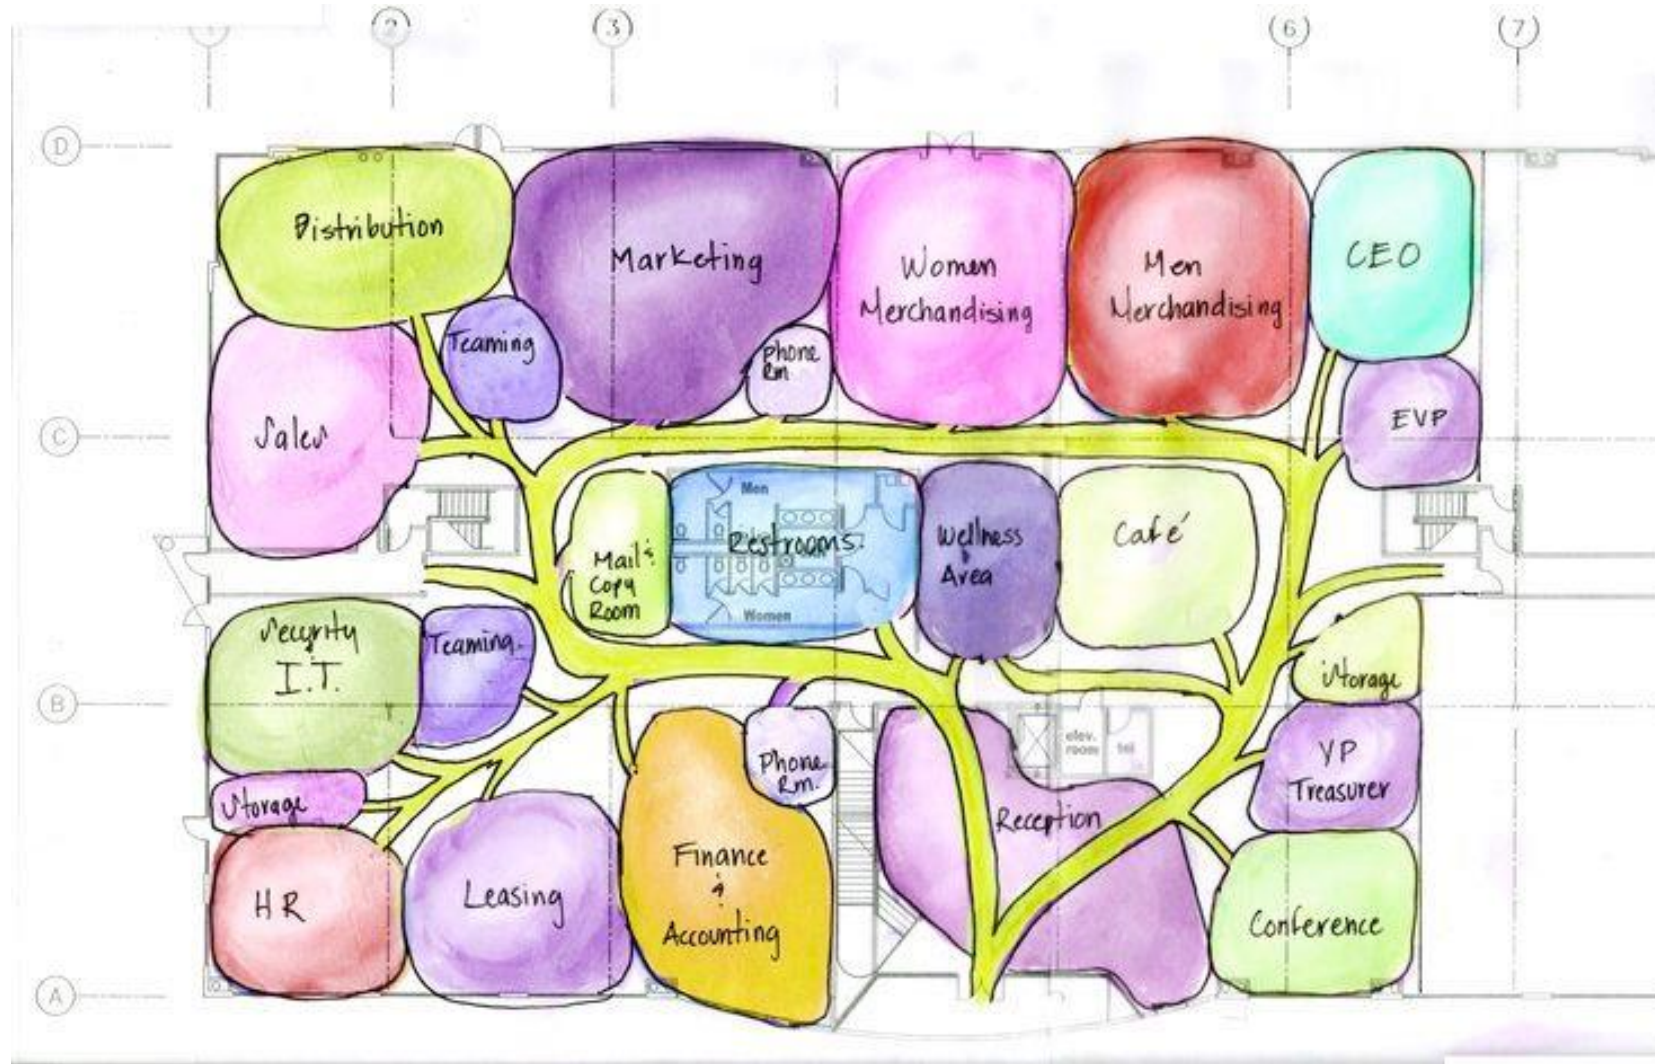 2
3
6
7
D
Distribution
Marketing
Women
Merchandising
Men
Merchandising
CEO
Teaming
Phone
Rm
Sales
C
EVP
Men
Mail &
Copy
Room
Restrooms
Women
Wellness
Area
Café
Security
I.T.
Teaming
Storage
B
elev.
room
tel
Phone
Rm.
VP
Treasurer
Storage
Reception
HR
Leasing
Finance
&
Accounting
Conference
A